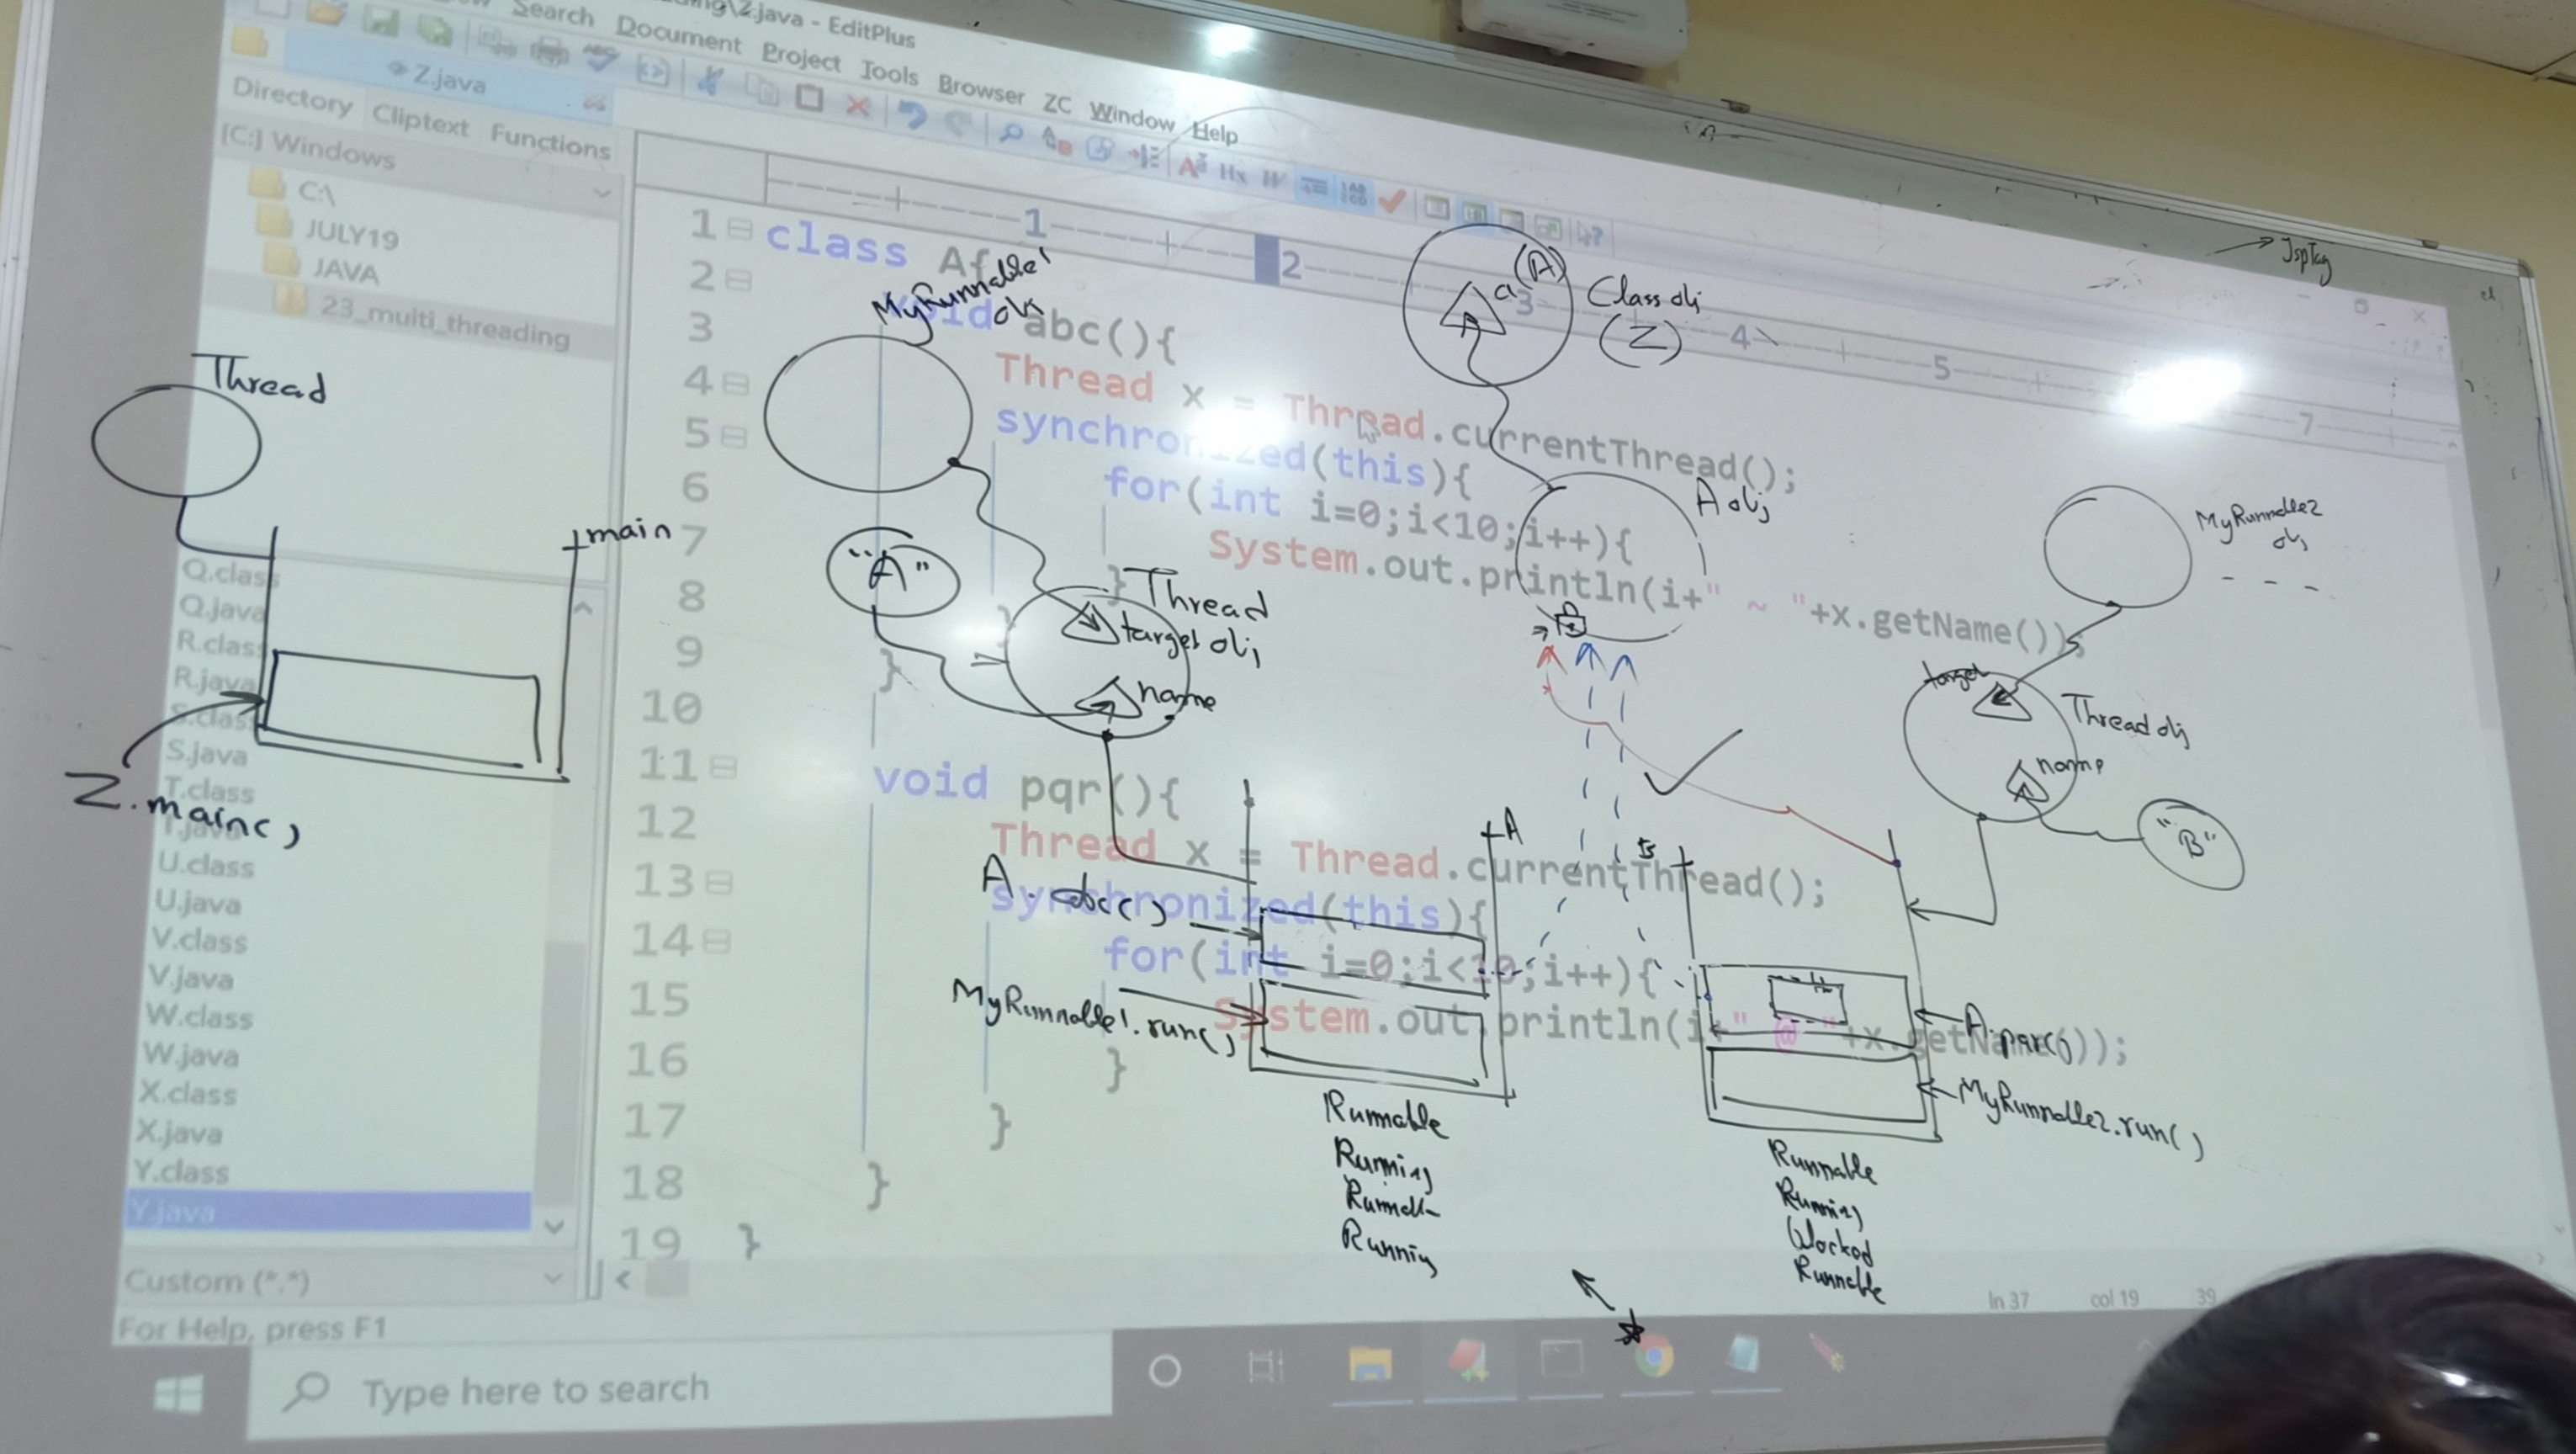 ing\Z.java - EditPlus
Search Document Project Tools Browser ZC Window Help
Z.java
Directory Cliptext Functions
[C:] Windows
C:\
JULY19
JAVA
23_multi_threading
Q.class
Q.java
R.class
R.java
S.class
S.java
T.class
T.java
U.class
U.java
V.class
V.java
W.class
W.java
X.class
X.java
Y.class
Y.java
Custom (*.*)
For Help, press F1
Type here to search
----+----1----+----2----+----3----+----4----+----5----+----7
1 class A{
2 void abc(){
3 Thread x = Thread.currentThread();
4 synchronized(this){
5 for(int i=0;i<10;i++){
6 System.out.println(i+" ~ "+x.getName());
7 }
8 }
9 }
10
11 void pqr(){
12 Thread x = Thread.currentThread();
13 synchronized(this){
14 for(int i=0;i<10;i++){
15 System.out.println(i+" @ "+x.getName());
16 }
17 }
18 }
19 }
ln 37 col 19 39
Thread
main
Z.main()
MyRunnable1
obj
"A"
Thread
target obj
name
a (A)
Class obj
(Z)
A obj
JspTag
MyRunnable2
obj
target
Thread obj
name
"B"
A
A.abc()
MyRunnable1.run()
Runnable
Running
Runnable
Running
B
A.pqr()
MyRunnable2.run()
Runnable
Running
Blocked
Runnable